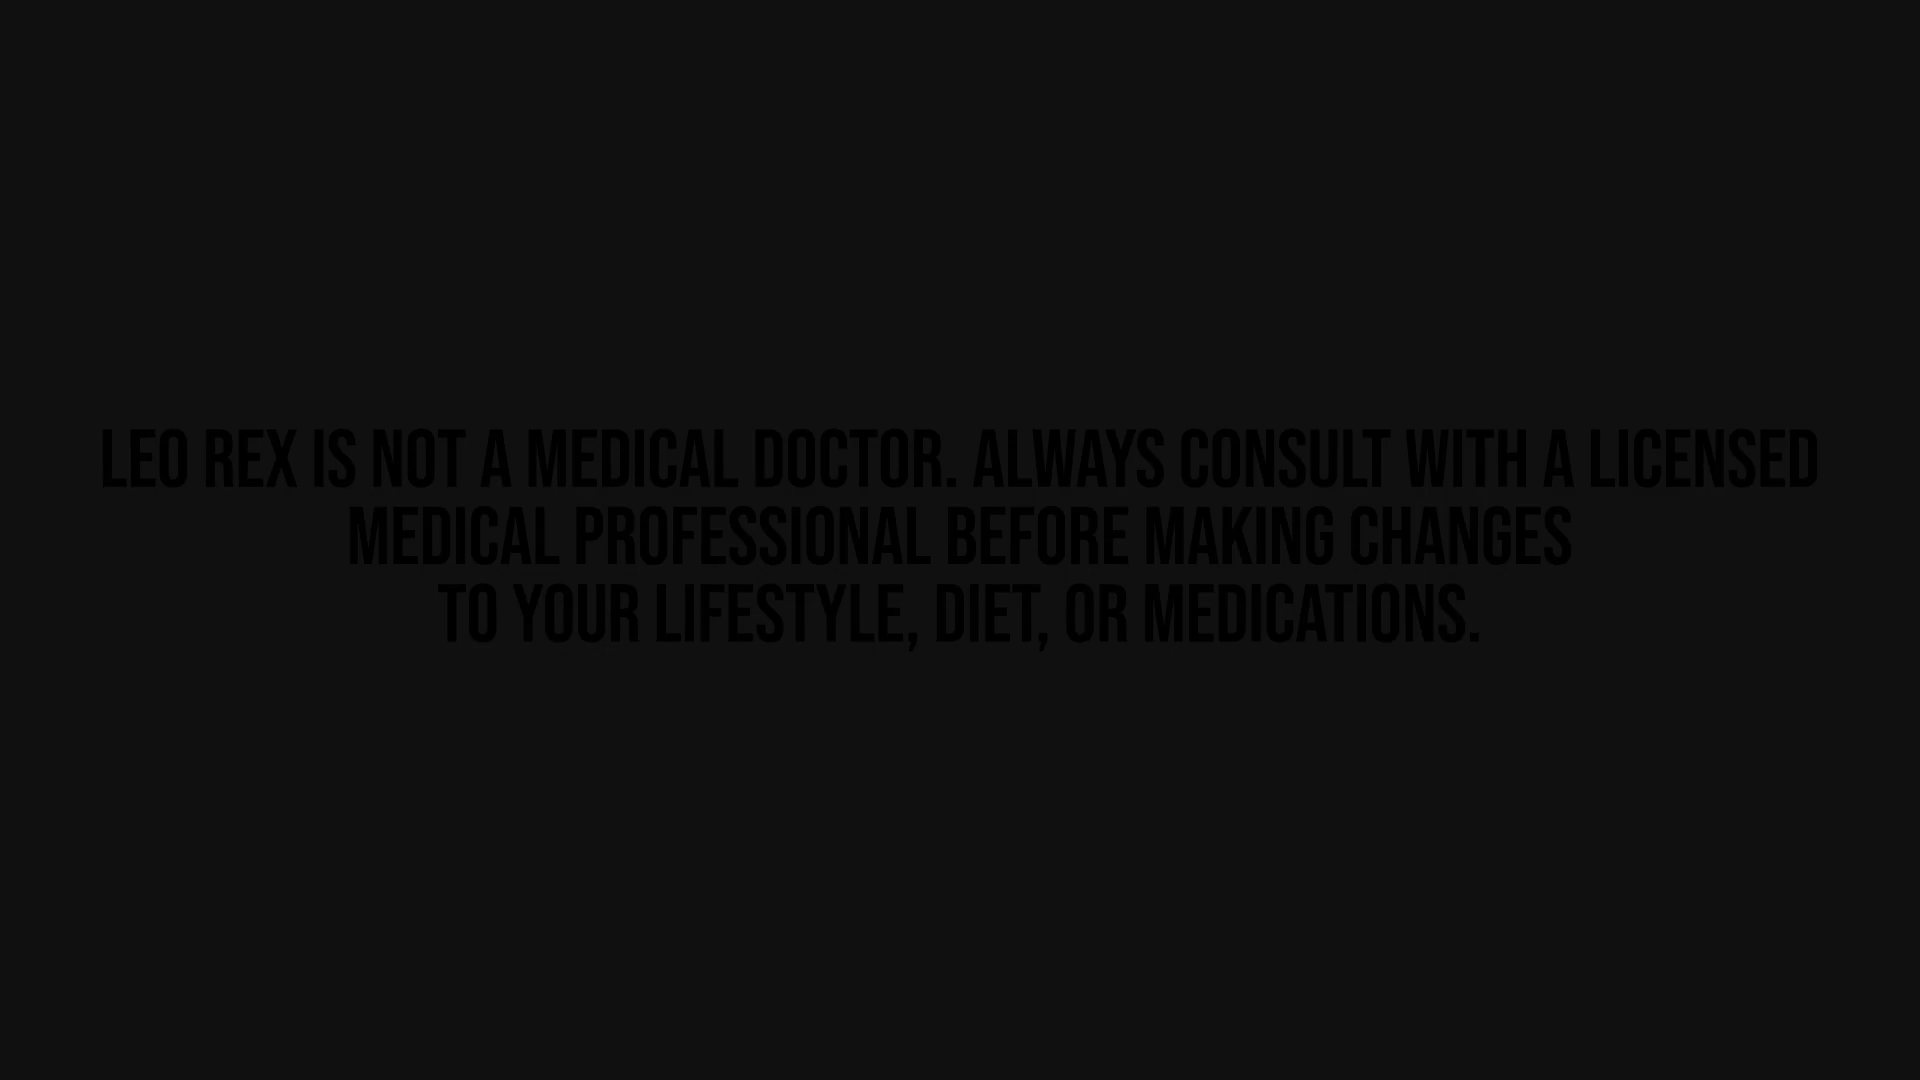 LEO REX IS NOT A MEDICAL DOCTOR. ALWAYS CONSULT WITH A LICENSED
MEDICAL PROFESSIONAL BEFORE MAKING CHANGES
TO YOUR LIFESTYLE, DIET, OR MEDICATIONS.